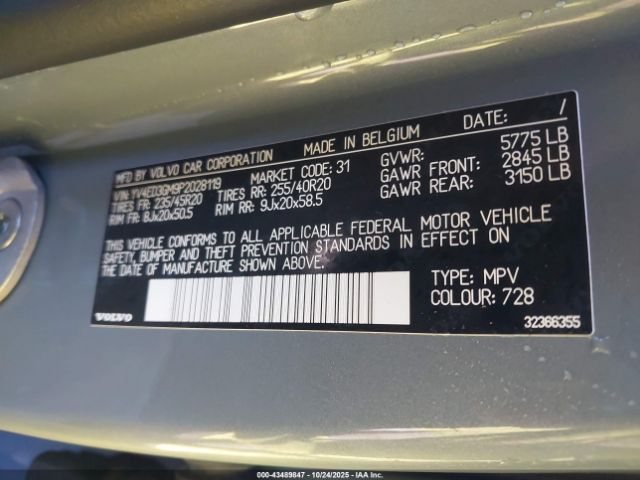 MFD BY VOLVO CAR CORPORATION MADE IN BELGIUM DATE: /
VIN: YV4ED3GM9P2028119 MARKET CODE: 31 GVWR: 5775 LB
TIRES FR: 235/45R20 TIRES RR: 255/40R20 GAWR FRONT: 2845 LB
RIM FR: 8Jx20x50.5 RIM RR: 9Jx20x58.5 GAWR REAR: 3150 LB
THIS VEHICLE CONFORMS TO ALL APPLICABLE FEDERAL MOTOR VEHICLE
SAFETY, BUMPER AND THEFT PREVENTION STANDARDS IN EFFECT ON
THE DATE OF MANUFACTURE SHOWN ABOVE.
TYPE: MPV
COLOUR: 728
VOLVO 32366355
000-43489847 - 10/24/2025 - IAA Inc.